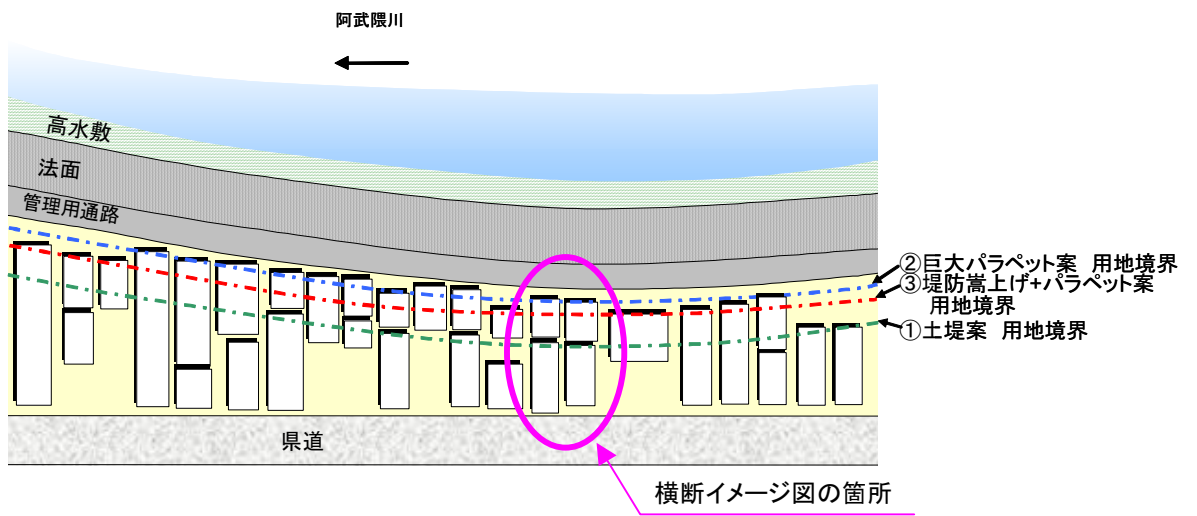 阿武隈川
高水敷
法面
管理用通路
②巨大パラペット案 用地境界
③堤防嵩上げ+パラペット案
用地境界
①土堤案 用地境界
県道
横断イメージ図の箇所